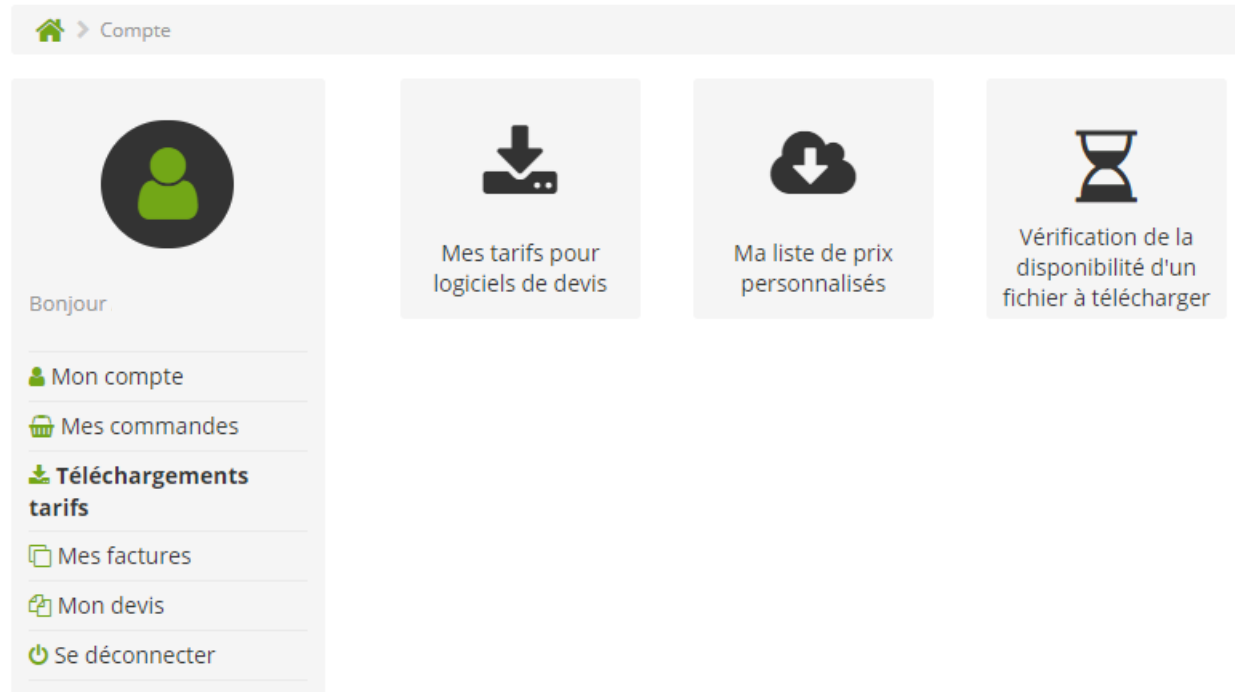 Compte
Bonjour
Mon compte
Mes commandes
Téléchargements
tarifs
Mes factures
Mon devis
Se déconnecter
Mes tarifs pour
logiciels de devis
Ma liste de prix
personnalisés
Vérification de la
disponibilité d'un
fichier à télécharger